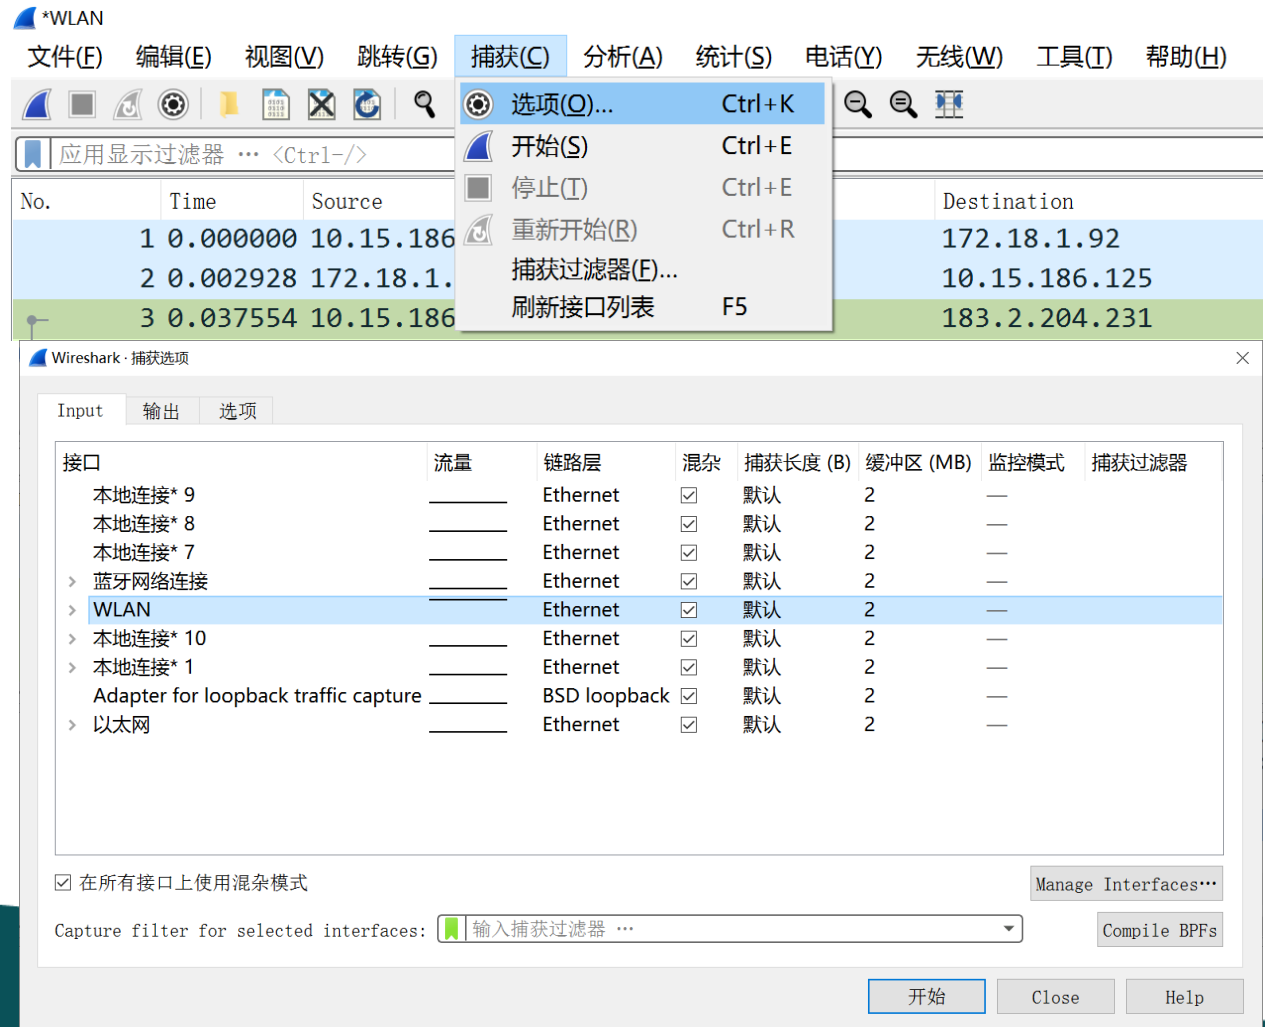 *WLAN
文件(F) 编辑(E) 视图(V) 跳转(G) 捕获(C) 分析(A) 统计(S) 电话(Y) 无线(W) 工具(T) 帮助(H)
选项(O)... Ctrl+K
开始(S) Ctrl+E
停止(T) Ctrl+E
重新开始(R) Ctrl+R
捕获过滤器(F)...
刷新接口列表 F5
应用显示过滤器 … <Ctrl-/>
No. Time Source Destination
1 0.000000 10.15.186 172.18.1.92
2 0.002928 172.18.1. 10.15.186.125
3 0.037554 10.15.186 183.2.204.231
Wireshark · 捕获选项
Input 输出 选项
接口 流量 链路层 混杂 捕获长度 (B) 缓冲区 (MB) 监控模式 捕获过滤器
本地连接* 9 Ethernet 默认 2 —
本地连接* 8 Ethernet 默认 2 —
本地连接* 7 Ethernet 默认 2 —
蓝牙网络连接 Ethernet 默认 2 —
WLAN Ethernet 默认 2 —
本地连接* 10 Ethernet 默认 2 —
本地连接* 1 Ethernet 默认 2 —
Adapter for loopback traffic capture BSD loopback 默认 2 —
以太网 Ethernet 默认 2 —
在所有接口上使用混杂模式
Manage Interfaces…
Capture filter for selected interfaces: 输入捕获过滤器 …
Compile BPFs
开始 Close Help